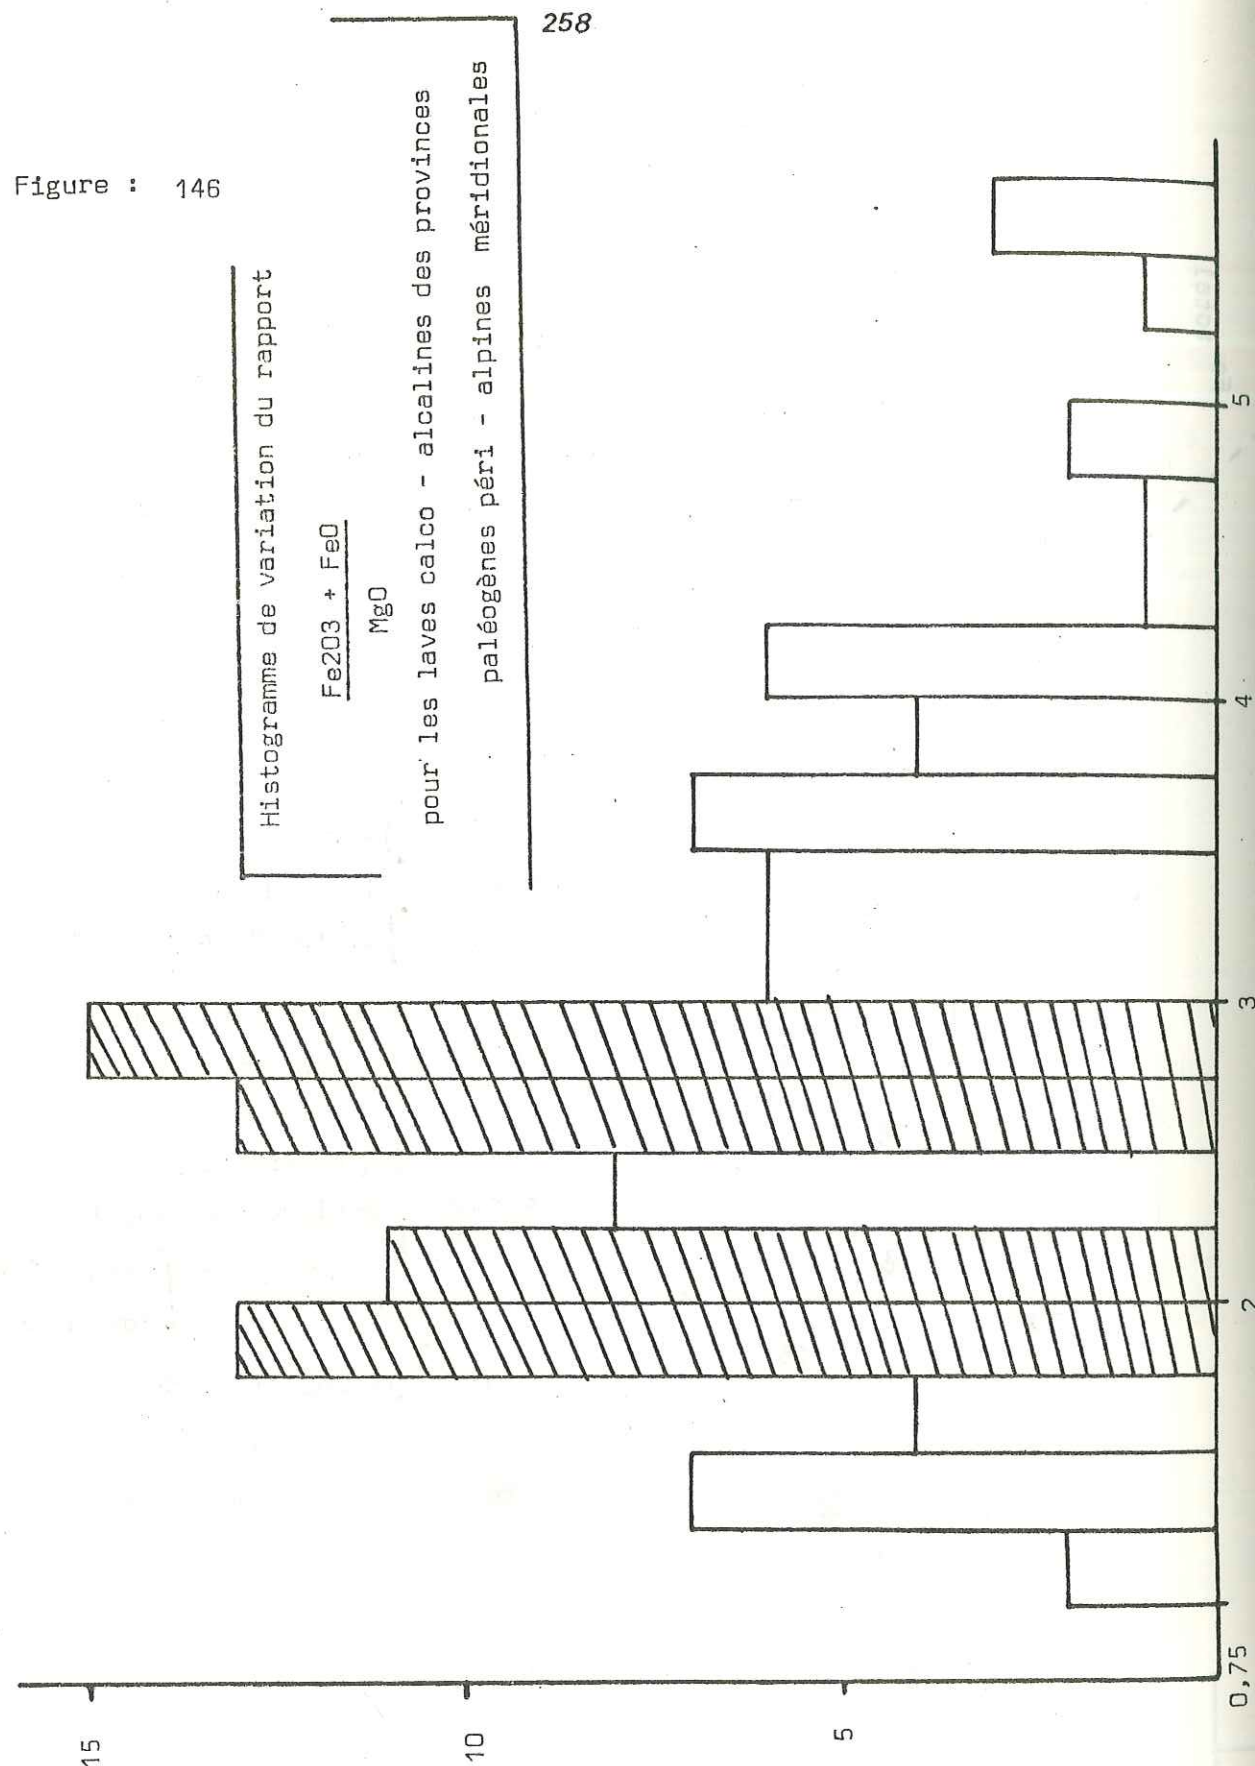 258
Figure : 146
Histogramme de variation du rapport
Fe2O3 + FeO
MgO
pour les laves calco - alcalines des provinces
paléogènes péri - alpines méridionales
15
10
5
0,75
2
3
4
5